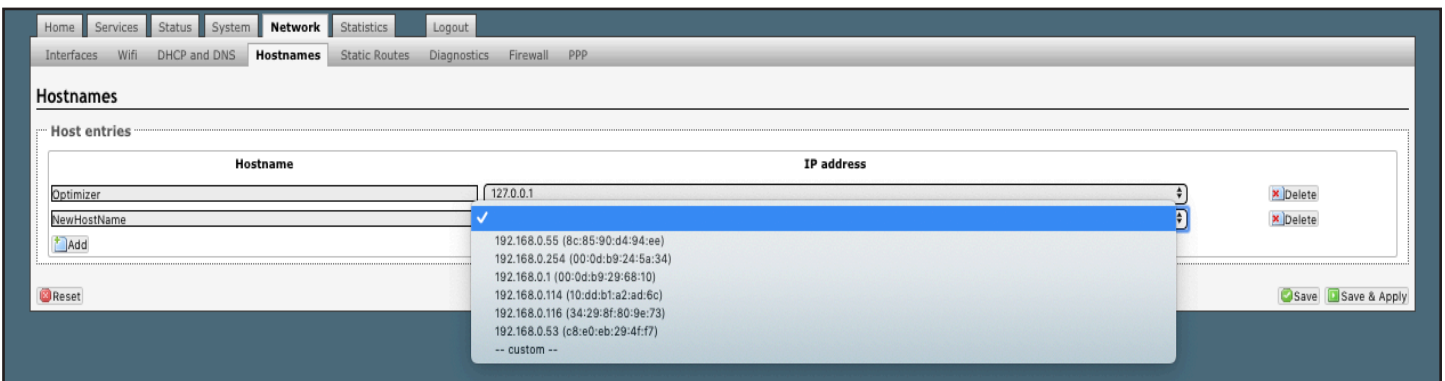 Home Services Status System Network Statistics Logout
Interfaces Wifi DHCP and DNS Hostnames Static Routes Diagnostics Firewall PPP
Hostnames
Host entries
Hostname IP address
Optimizer 127.0.0.1 Delete
NewHostName Delete
Add
192.168.0.55 (8c:85:90:d4:94:ee)
192.168.0.254 (00:0d:b9:24:5a:34)
192.168.0.1 (00:0d:b9:29:68:10)
192.168.0.114 (10:dd:b1:a2:ad:6c)
192.168.0.116 (34:29:8f:80:9e:73)
192.168.0.53 (c8:e0:eb:29:4f:f7)
-- custom --
Reset Save Save & Apply